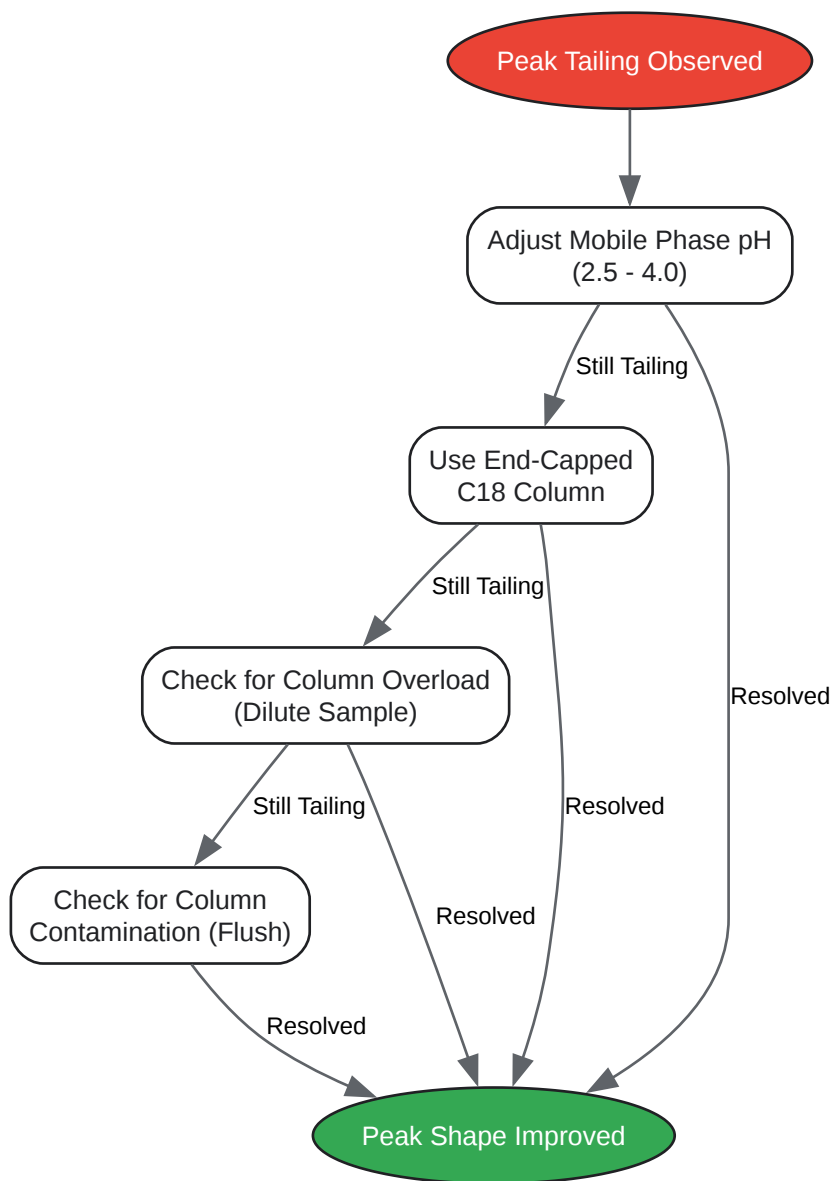 Peak Tailing Observed
Adjust Mobile Phase pH
(2.5 - 4.0)
Still Tailing
Use End-Capped
C18 Column
Still Tailing
Resolved
Check for Column Overload
(Dilute Sample)
Still Tailing
Resolved
Check for Column
Contamination (Flush)
Resolved
Resolved
Peak Shape Improved